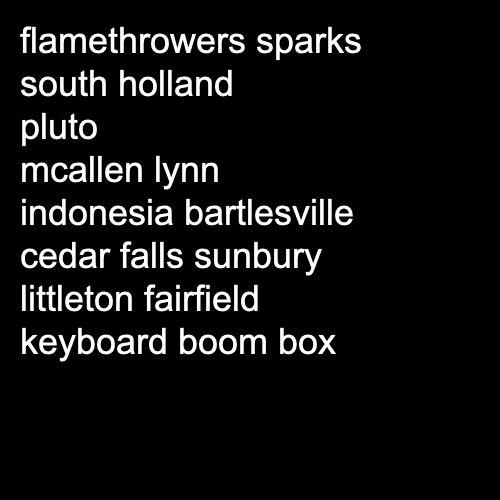 flamethrowers sparks
south holland
pluto
mcallen lynn
indonesia bartlesville
cedar falls sunbury
littleton fairfield
keyboard boom box